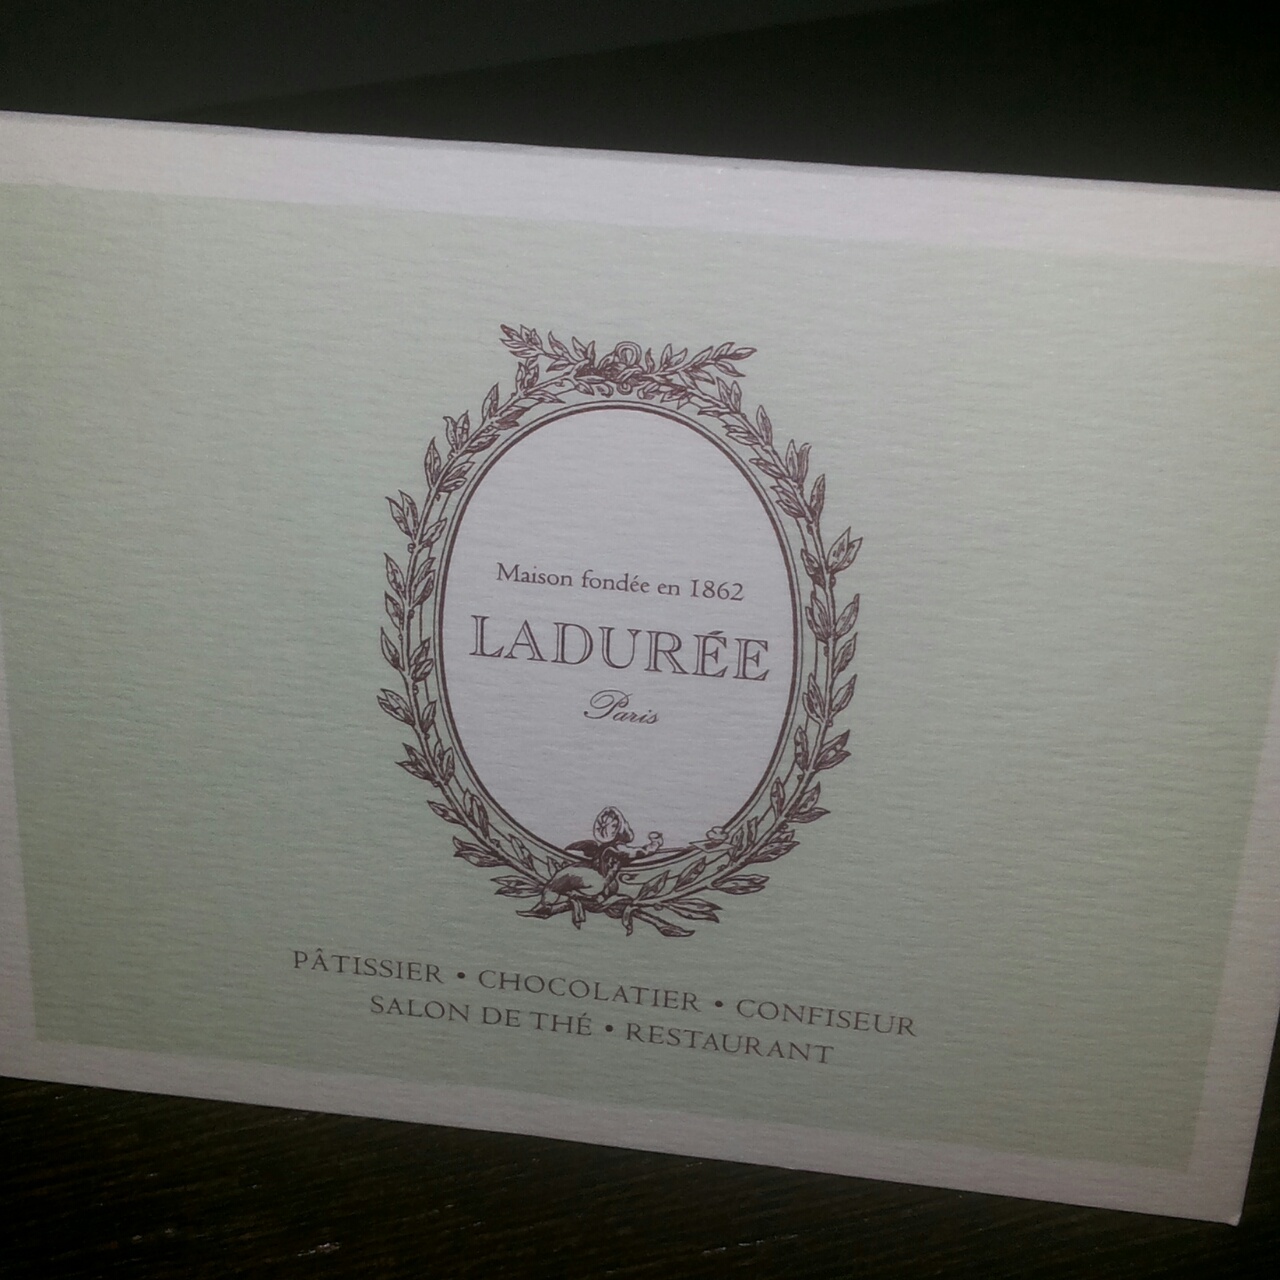 Maison fondée en 1862
LADURÉE
Paris
PÂTISSIER • CHOCOLATIER • CONFISEUR
SALON DE THÉ • RESTAURANT